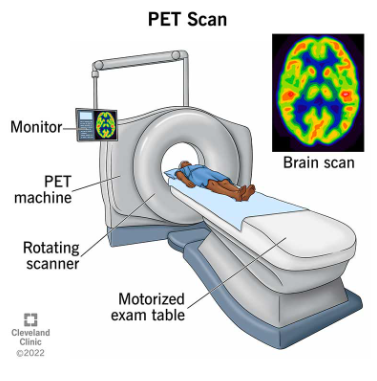 PET Scan
Monitor
Brain scan
PET
machine
Rotating
scanner
Motorized
exam table
Cleveland
Clinic
©2022